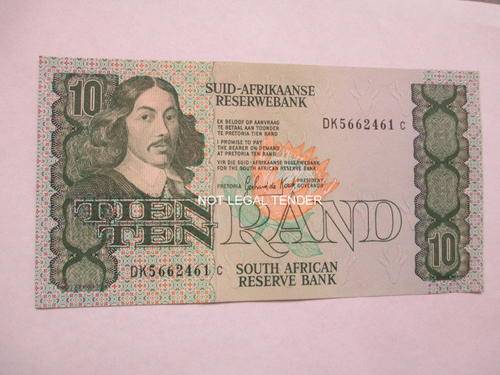 10
SUID-AFRIKAANSE
RESERWEBANK
EK BELOOF OP AANVRAAG
TE BETAAL AAN TOONDER
TE PRETORIA TIEN RAND
I PROMISE TO PAY
THE BEARER ON DEMAND
AT PRETORIA TEN RAND
VIR DIE SUID-AFRIKAANSE RESERWEBANK
FOR THE SOUTH AFRICAN RESERVE BANK
DK5662461 C
PRETORIA
PRESIDENT
GOVERNOR
NOT LEGAL TENDER
TIEN
TEN
RAND
DK5662461 C
SOUTH AFRICAN
RESERVE BANK
10